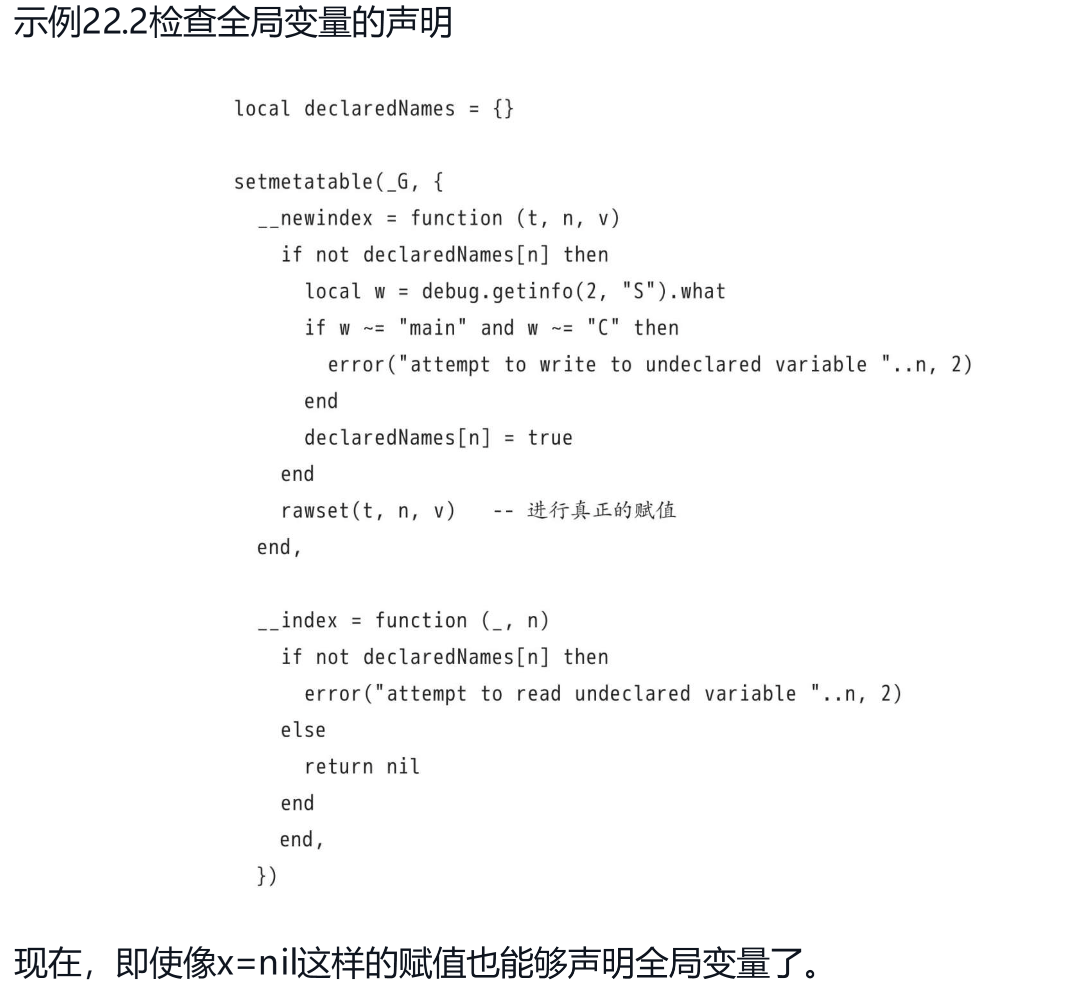 示例22.2检查全局变量的声明
local declaredNames = {}
setmetatable(_G, {
  __newindex = function (t, n, v)
    if not declaredNames[n] then
      local w = debug.getinfo(2, "S").what
      if w ~= "main" and w ~= "C" then
        error("attempt to write to undeclared variable "..n, 2)
      end
      declaredNames[n] = true
    end
    rawset(t, n, v)   -- 进行真正的赋值
  end,
  __index = function (_, n)
    if not declaredNames[n] then
      error("attempt to read undeclared variable "..n, 2)
    else
      return nil
    end
    end,
  })
现在，即使像x=nil这样的赋值也能够声明全局变量了。